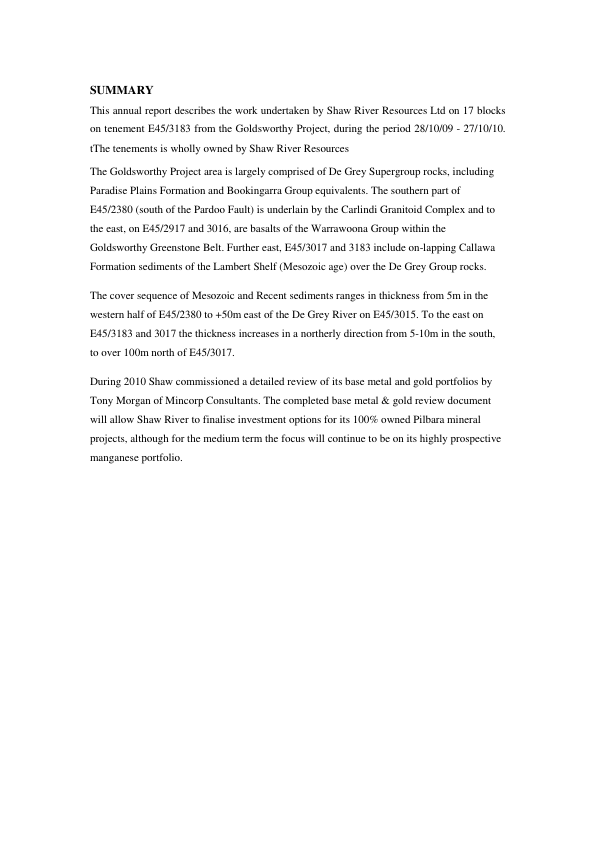 SUMMARY
This annual report describes the work undertaken by Shaw River Resources Ltd on 17 blocks
on tenement E45/3183 from the Goldsworthy Project, during the period 28/10/09 - 27/10/10.
tThe tenements is wholly owned by Shaw River Resources
The Goldsworthy Project area is largely comprised of De Grey Supergroup rocks, including
Paradise Plains Formation and Bookingarra Group equivalents. The southern part of
E45/2380 (south of the Pardoo Fault) is underlain by the Carlindi Granitoid Complex and to
the east, on E45/2917 and 3016, are basalts of the Warrawoona Group within the
Goldsworthy Greenstone Belt. Further east, E45/3017 and 3183 include on-lapping Callawa
Formation sediments of the Lambert Shelf (Mesozoic age) over the De Grey Group rocks.
The cover sequence of Mesozoic and Recent sediments ranges in thickness from 5m in the
western half of E45/2380 to +50m east of the De Grey River on E45/3015. To the east on
E45/3183 and 3017 the thickness increases in a northerly direction from 5-10m in the south,
to over 100m north of E45/3017.
During 2010 Shaw commissioned a detailed review of its base metal and gold portfolios by
Tony Morgan of Mincorp Consultants. The completed base metal & gold review document
will allow Shaw River to finalise investment options for its 100% owned Pilbara mineral
projects, although for the medium term the focus will continue to be on its highly prospective
manganese portfolio.